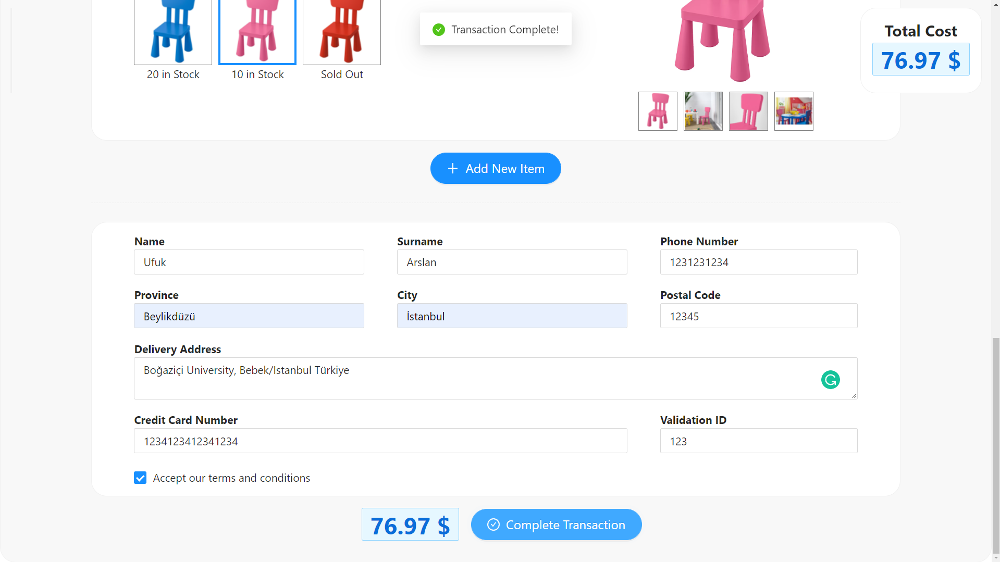 Transaction Complete!
Total Cost
76.97 $
20 in Stock
10 in Stock
Sold Out
Add New Item
Name
Surname
Phone Number
Ufuk
Arslan
1231231234
Province
City
Postal Code
Beylikdüzü
İstanbul
12345
Delivery Address
Boğaziçi University, Bebek/Istanbul Türkiye
Credit Card Number
Validation ID
1234123412341234
123
Accept our terms and conditions
76.97 $
Complete Transaction